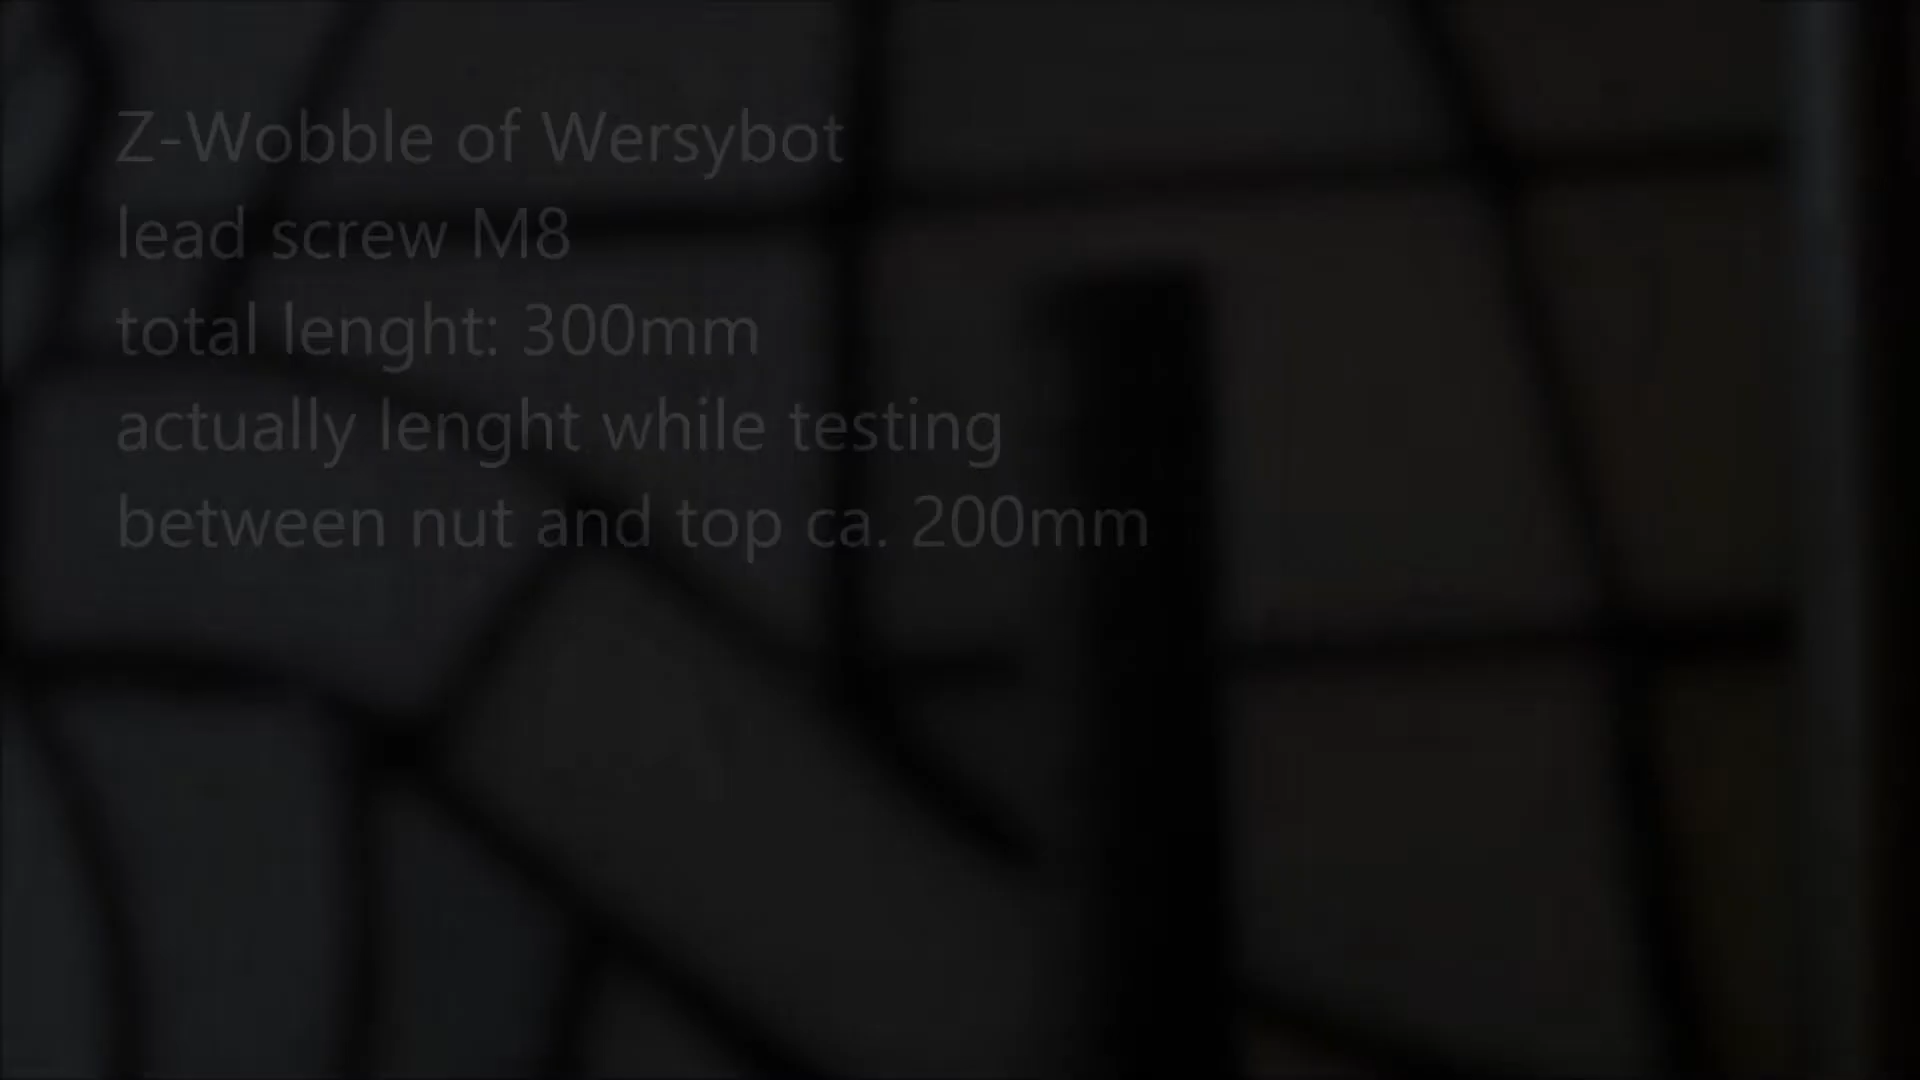 Z-Wobble of Wersybot
lead screw M8
total lenght: 300mm
actually lenght while testing
between nut and top ca. 200mm